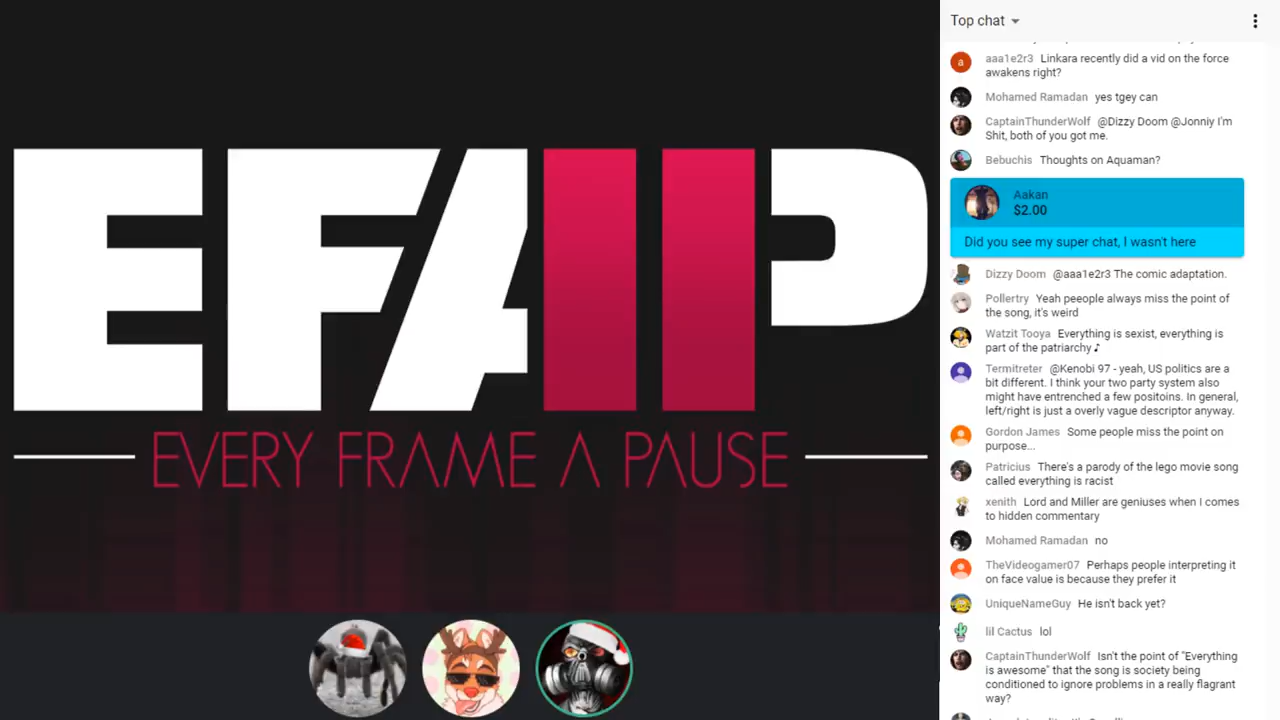 EFAP
EVERY FRAME A PAUSE
Top chat
aaa1e2r3 Linkara recently did a vid on the force
awakens right?
Mohamed Ramadan yes tgey can
CaptainThunderWolf @Dizzy Doom @Jonniy I'm
Shit, both of you got me.
Bebuchis Thoughts on Aquaman?
Aakan
$2.00
Did you see my super chat, I wasn't here
Dizzy Doom @aaa1e2r3 The comic adaptation.
Pollertry Yeah peeople always miss the point of
the song, it's weird
Watzit Tooya Everything is sexist, everything is
part of the patriarchy ♪
Termitreter @Kenobi 97 - yeah, US politics are a
bit different. I think your two party system also
might have entrenched a few positoins. In general,
left/right is just a overly vague descriptor anyway.
Gordon James Some people miss the point on
purpose...
Patricius There's a parody of the lego movie song
called everything is racist
xenith Lord and Miller are geniuses when I comes
to hidden commentary
Mohamed Ramadan no
TheVideogamer07 Perhaps people interpreting it
on face value is because they prefer it
UniqueNameGuy He isn't back yet?
lil Cactus lol
CaptainThunderWolf Isn't the point of "Everything
is awesome" that the song is society being
conditioned to ignore problems in a really flagrant
way?